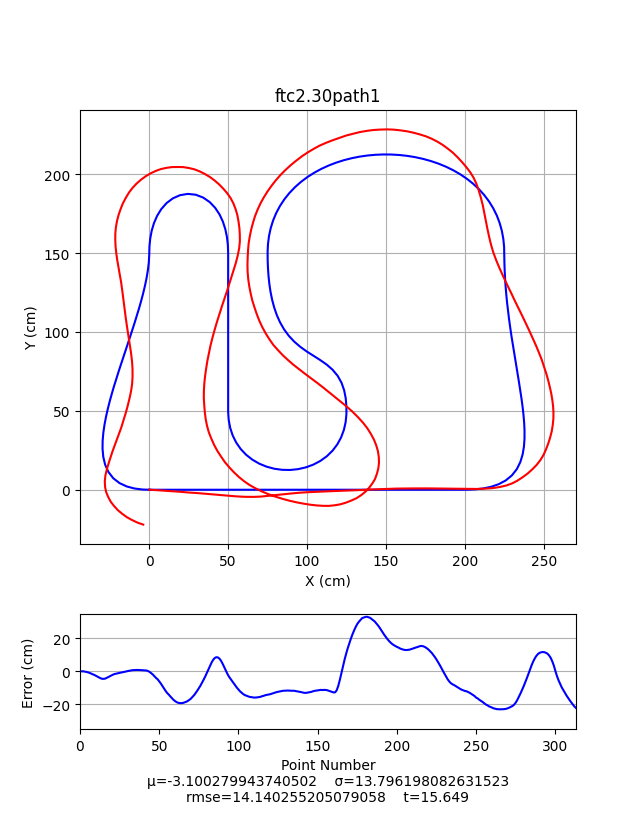 ftc2.30path1
200
150
100
50
0
Y (cm)
0 50 100 150 200 250
X (cm)
20
0
−20
Error (cm)
0 50 100 150 200 250 300
Point Number
μ=-3.100279943740502 σ=13.796198082631523
rmse=14.140255205079058 t=15.649